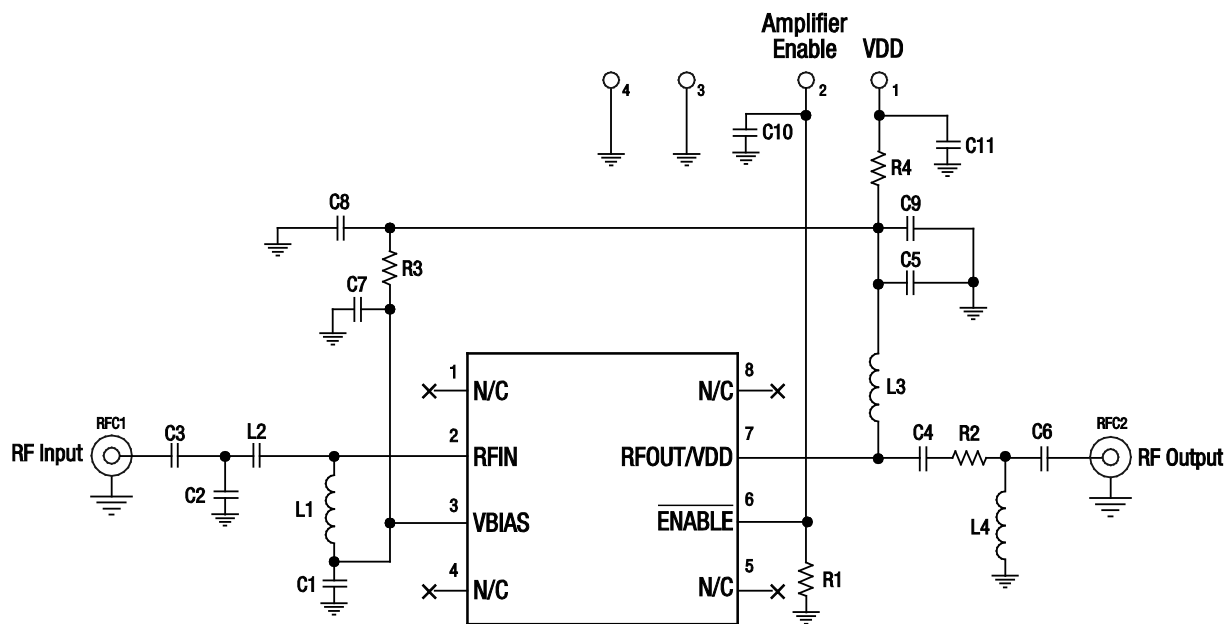 Amplifier
Enable
VDD
4
3
2
1
C10
C11
R4
C8
C9
R3
C5
C7
1
N/C
8
N/C
L3
RFC1
C3
L2
2
7
C4
R2
C6
RFC2
RF Input
RFIN
RFOUT/VDD
RF Output
C2
L1
3
VBIAS
6
ENABLE
L4
C1
4
N/C
5
N/C
R1